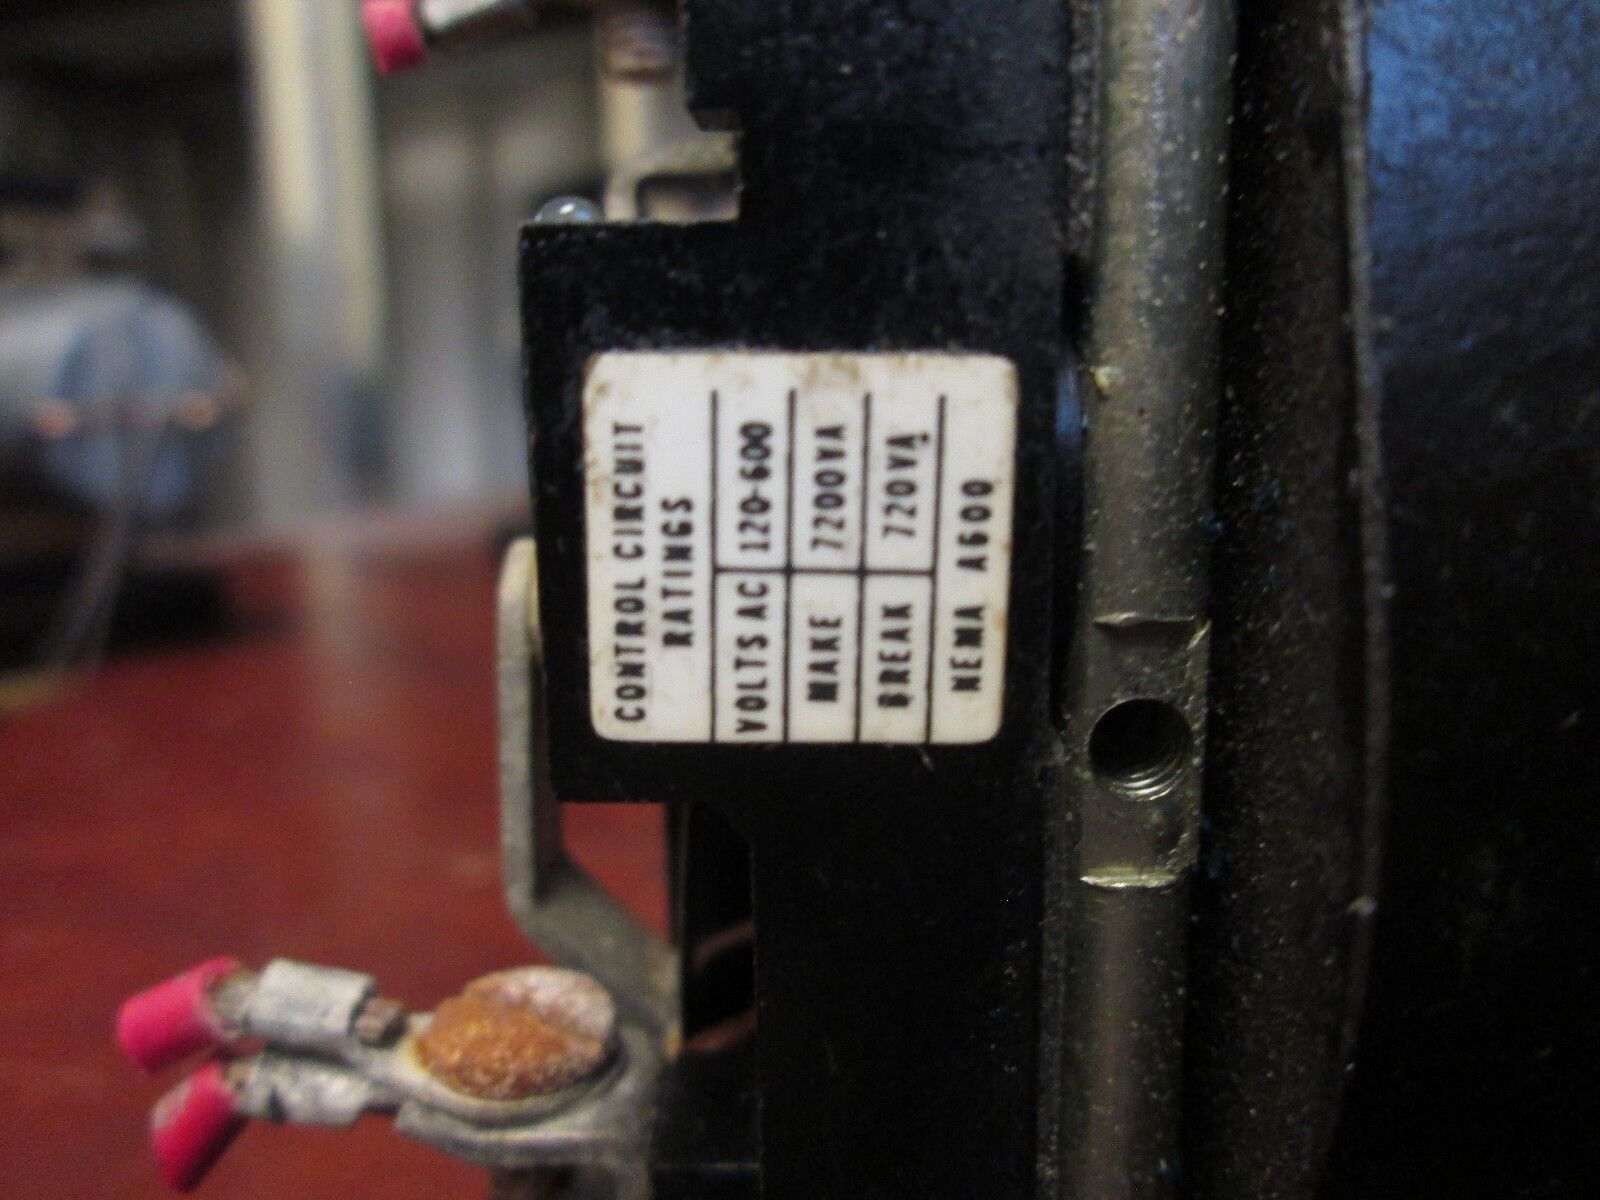 CONTROL CIRCUIT
RATINGS
VOLTS AC 120-600
MAKE 7200VA
BREAK 720VA
NEMA A600